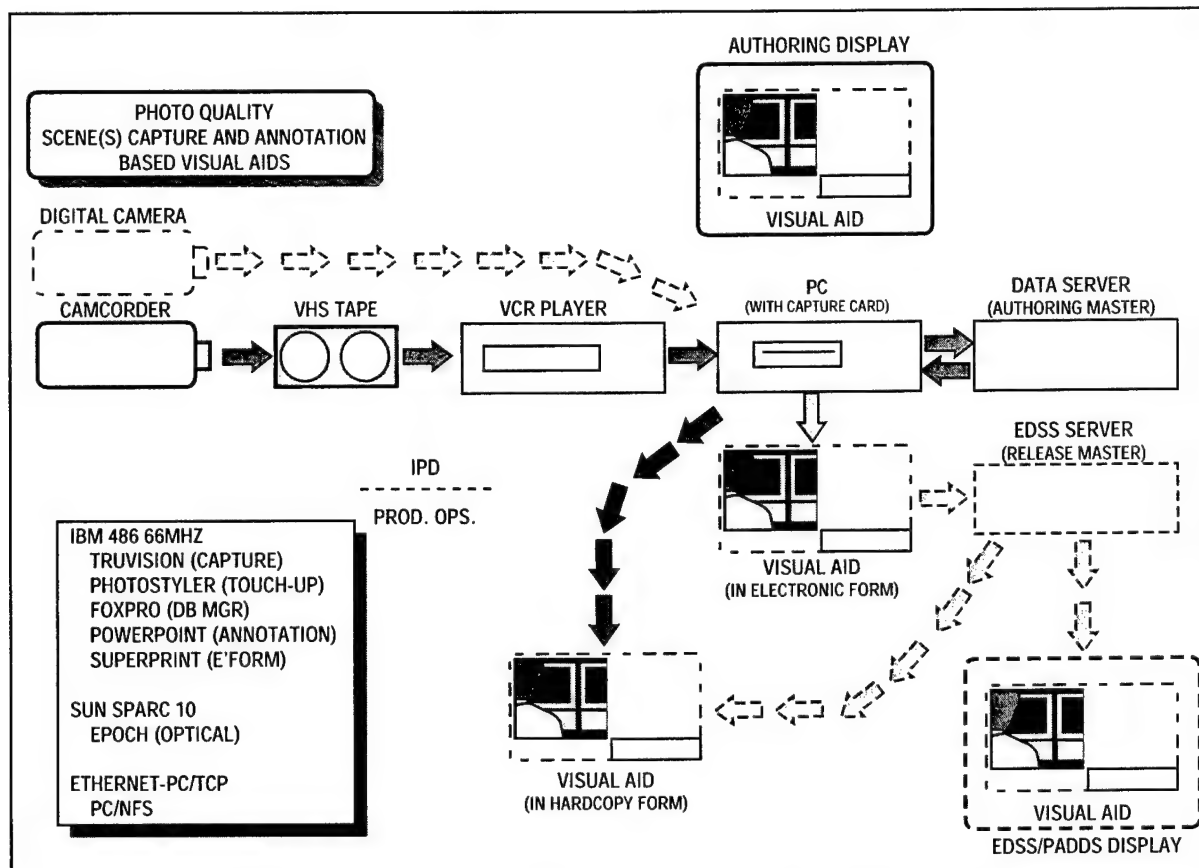 AUTHORING DISPLAY
VISUAL AID
PHOTO QUALITY
SCENE(S) CAPTURE AND ANNOTATION
BASED VISUAL AIDS
DIGITAL CAMERA
CAMCORDER
VHS TAPE
VCR PLAYER
PC
(WITH CAPTURE CARD)
DATA SERVER
(AUTHORING MASTER)
EDSS SERVER
(RELEASE MASTER)
IPD
PROD. OPS.
VISUAL AID
(IN ELECTRONIC FORM)
IBM 486 66MHZ
TRUVISION (CAPTURE)
PHOTOSTYLER (TOUCH-UP)
FOXPRO (DB MGR)
POWERPOINT (ANNOTATION)
SUPERPRINT (E'FORM)
SUN SPARC 10
EPOCH (OPTICAL)
ETHERNET-PC/TCP
PC/NFS
VISUAL AID
(IN HARDCOPY FORM)
VISUAL AID
EDSS/PADDS DISPLAY